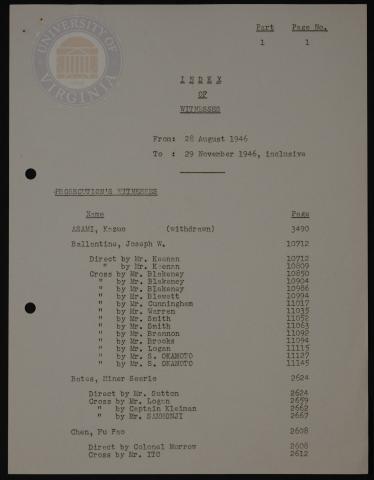 UNIVERSITY OF VIRGINIA
Part Page No.
1 1
INDEX
OF
WITNESSES
From: 28 August 1946
To : 29 November 1946, inclusive
PROSECUTION'S WITNESSES
Name Page
ASAMI, Kazuo (withdrawn) 3490
Ballantine, Joseph W. 10712
Direct by Mr. Keenan 10712
" by Mr. Keenan 10809
Cross by Mr. Blakeney 10850
" by Mr. Blakeney 10904
" by Mr. Blakeney 10986
" by Mr. Blewett 10994
" by Mr. Cunningham 11017
" by Mr. Warren 11035
" by Mr. Smith 11052
" by Mr. Smith 11063
" by Mr. Brannon 11092
" by Mr. Brooks 11094
" by Mr. Logan 11115
" by Mr. S. OKAMOTO 11127
" by Mr. S. OKAMOTO 11145
Bates, Miner Searle 2624
Direct by Mr. Sutton 2624
Cross by Mr. Logan 2659
" by Captain Kleiman 2662
" by Mr. SAMMONJI 2667
Chen, Fu Pao 2608
Direct by Colonel Morrow 2608
Cross by Mr. ITO 2612